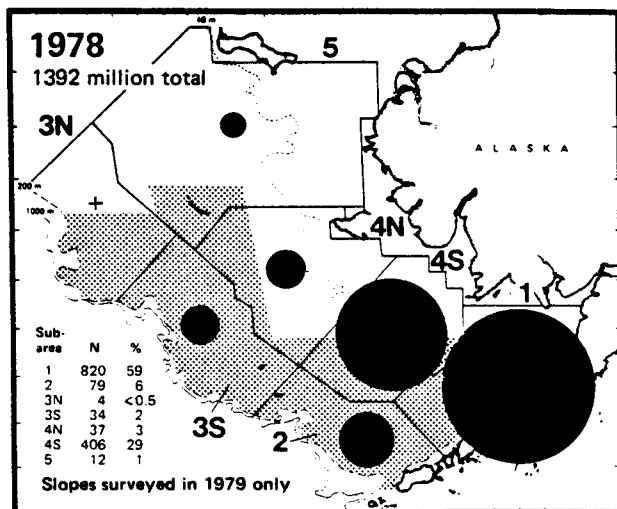 1978
1392 million total
48 m
5
3N
ALASKA
200 m
1000 m
4N
4S
1
Sub-
area N %
1 820 59
2 79 6
3N 4 <0.5
3S 34 2
4N 37 3
4S 406 29
5 12 1
3S
2
Slopes surveyed in 1979 only